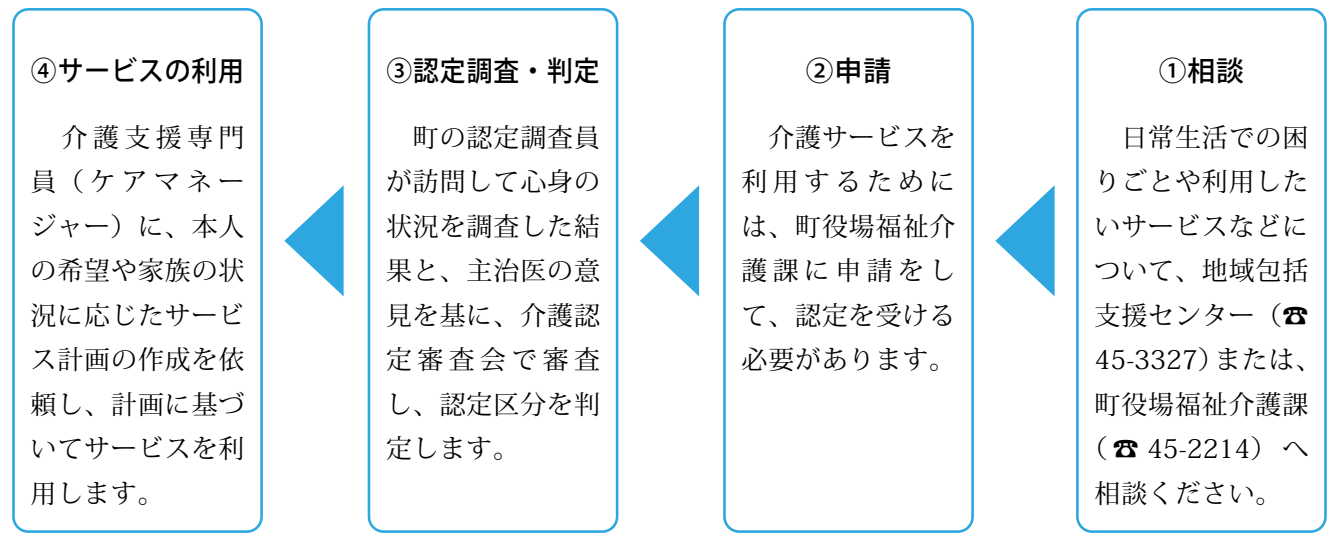 ①相談
日常生活での困
りごとや利用した
いサービスなどに
ついて、地域包括
支援センター（☎
45-3327）または、
町役場福祉介護課
（☎ 45-2214）へ
相談ください。
②申請
介護サービスを
利用するために
は、町役場福祉介
護課に申請をし
て、認定を受ける
必要があります。
③認定調査・判定
町の認定調査員
が訪問して心身の
状況を調査した結
果と、主治医の意
見を基に、介護認
定審査会で審査
し、認定区分を判
定します。
④サービスの利用
介護支援専門
員（ケアマネー
ジャー）に、本人
の希望や家族の状
況に応じたサービ
ス計画の作成を依
頼し、計画に基づ
いてサービスを利
用します。